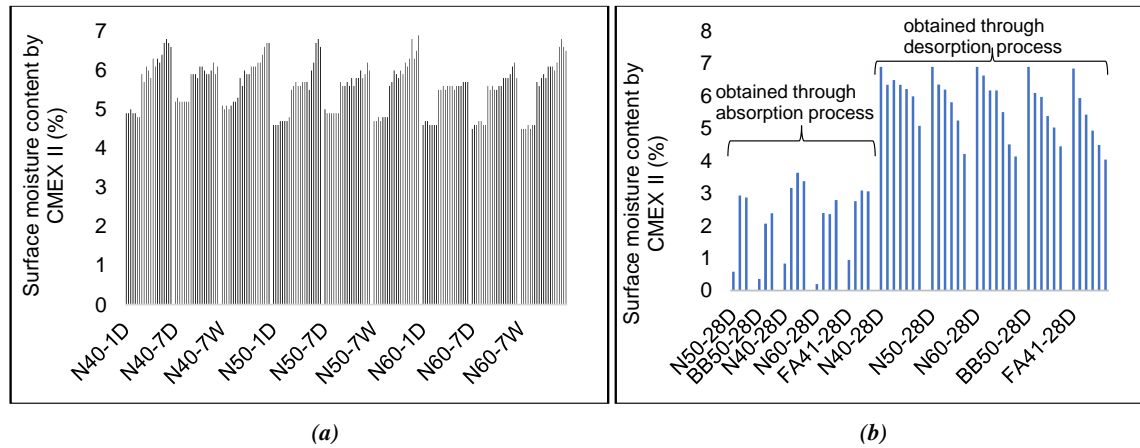 Surface moisture content by
CMEX II (%)
7
6
5
4
3
2
1
0
N40-1D
N40-7D
N40-7W
N50-1D
N50-7D
N50-7W
N60-1D
N60-7D
N60-7W
(a)
Surface moisture content by
CMEX II (%)
8
7
6
5
4
3
2
1
0
obtained through
absorption process
obtained through
desorption process
N50-28D
BB50-28D
N40-28D
N60-28D
FA41-28D
N40-28D
N50-28D
N60-28D
BB50-28D
FA41-28D
(b)